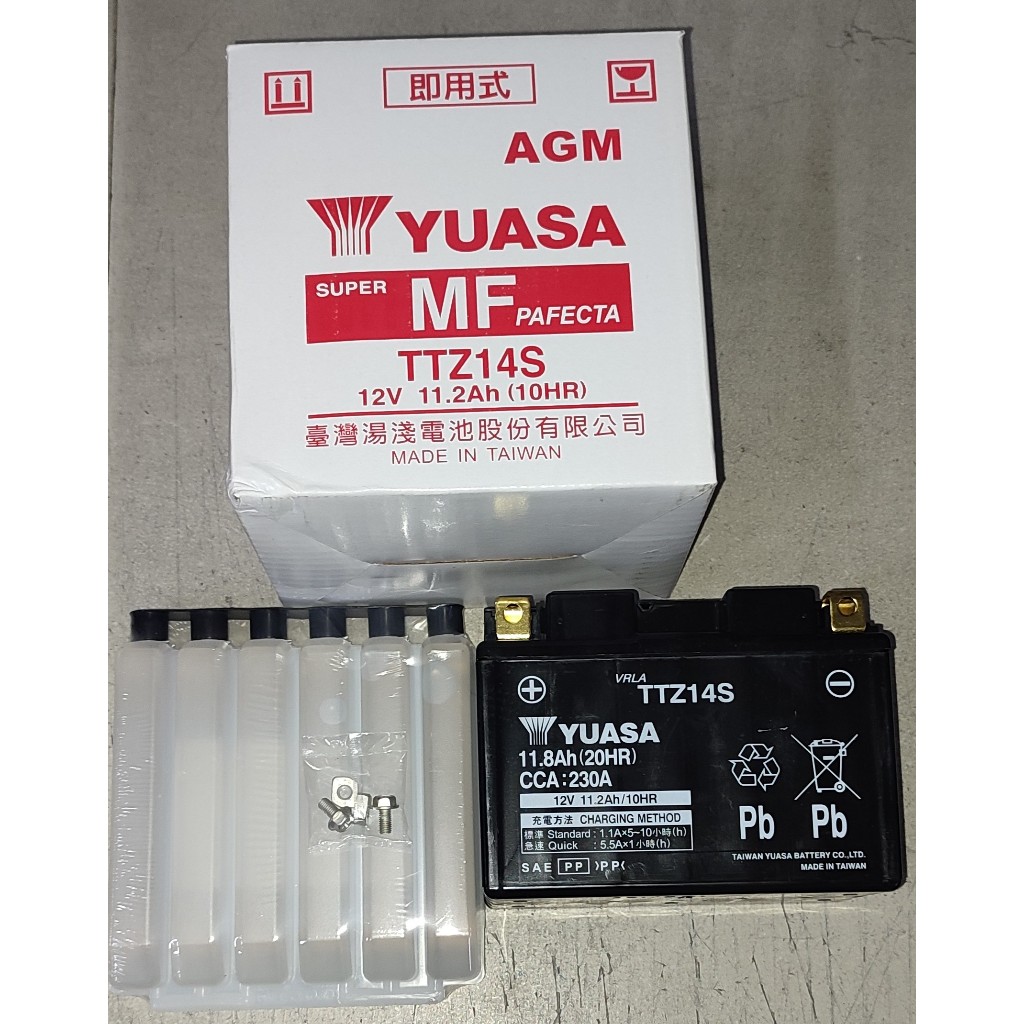 即用式
AGM
YUASA
SUPER MF PAFECTA
TTZ14S
12V 11.2Ah (10HR)
臺灣湯淺電池股份有限公司
MADE IN TAIWAN
VRLA TTZ14S
YUASA
11.8Ah (20HR)
CCA : 230A
12V 11.2Ah/10HR
充電方法 CHARGING METHOD
標準 Standard : 1.1A×5~10小時(h)
急速 Quick : 5.5A×1小時(h)
SAE PP >PP<
Pb Pb
TAIWAN YUASA BATTERY CO.,LTD.
MADE IN TAIWAN